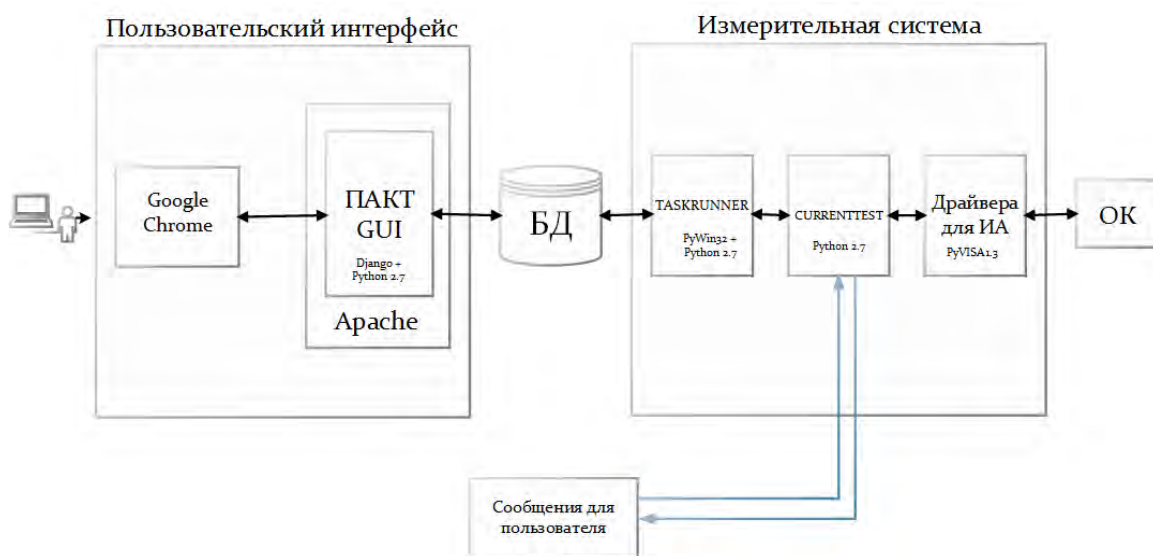 Пользовательский интерфейс
Измерительная система
Google
Chrome
ПАКТ
GUI
Django +
Python 2.7
Apache
БД
TASKRUNNER
PyWin32 +
Python 2.7
CURRENTTEST
Python 2.7
Драйвера
для ИА
PyVISA1.3
ОК
Сообщения для
пользователя